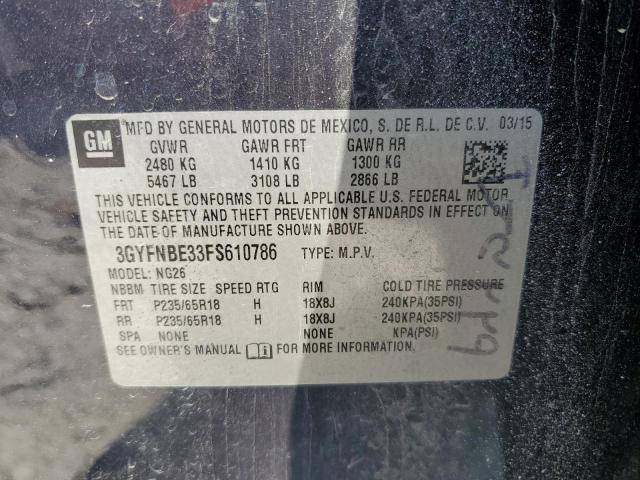 GM MFD BY GENERAL MOTORS DE MEXICO, S. DE R.L. DE C.V. 03/15
GVWR GAWR FRT GAWR RR
2480 KG 1410 KG 1300 KG
5467 LB 3108 LB 2866 LB
THIS VEHICLE CONFORMS TO ALL APPLICABLE U.S. FEDERAL MOTOR
VEHICLE SAFETY AND THEFT PREVENTION STANDARDS IN EFFECT ON
THE DATE OF MANUFACTURE SHOWN ABOVE.
3GYFNBE33FS610786 TYPE: M.P.V.
MODEL: NG26
NBBM TIRE SIZE SPEED RTG RIM COLD TIRE PRESSURE
FRT P235/65R18 H 18X8J 240KPA(35PSI)
RR P235/65R18 H 18X8J 240KPA(35PSI)
SPA NONE NONE KPA(PSI)
SEE OWNER'S MANUAL FOR MORE INFORMATION.